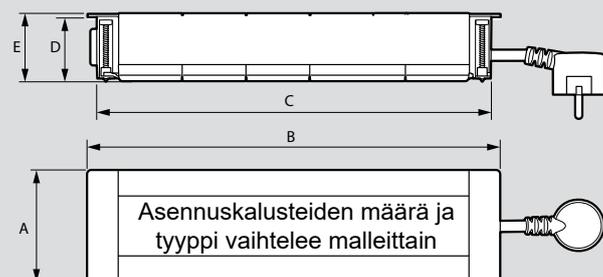 E
D
C
B
A
Asennuskalusteiden määrä ja
tyyppi vaihtelee malleittain